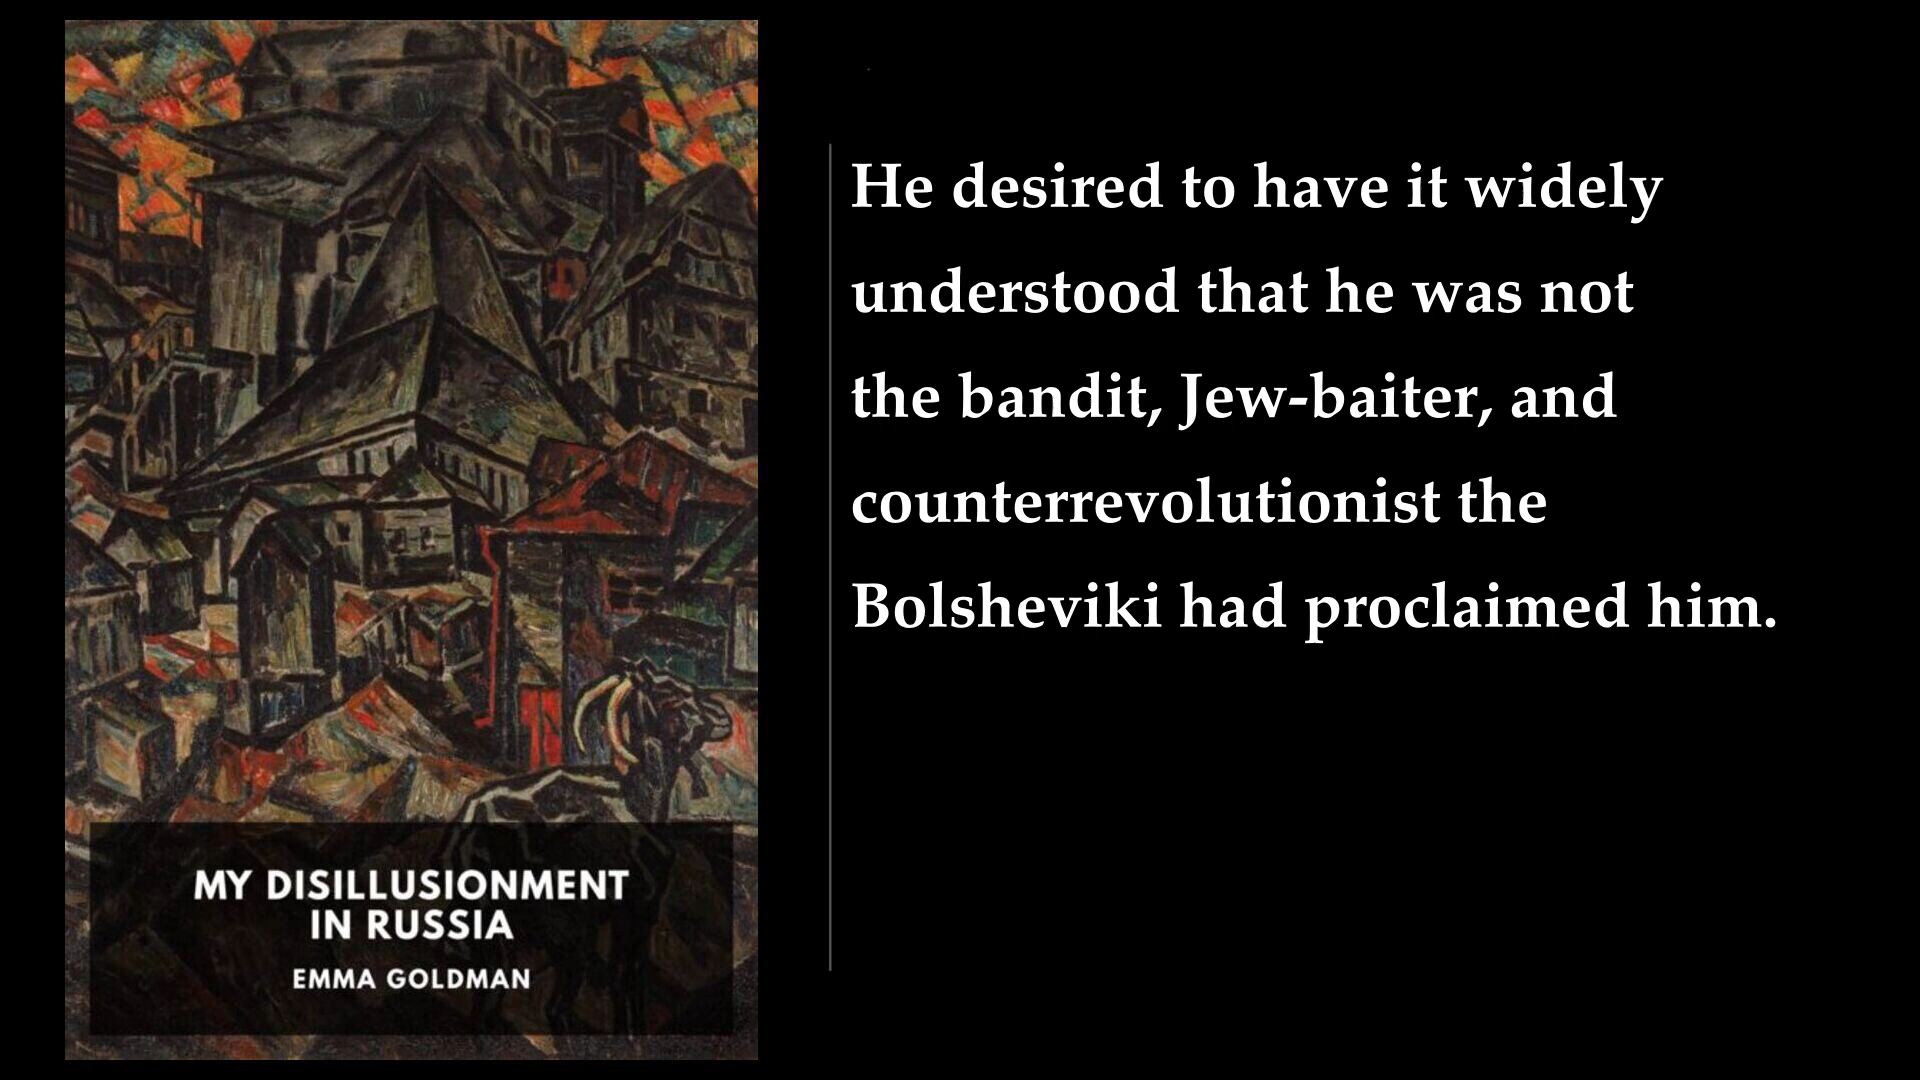 MY DISILLUSIONMENT
IN RUSSIA
EMMA GOLDMAN
He desired to have it widely
understood that he was not
the bandit, Jew-baiter, and
counterrevolutionist the
Bolsheviki had proclaimed him.